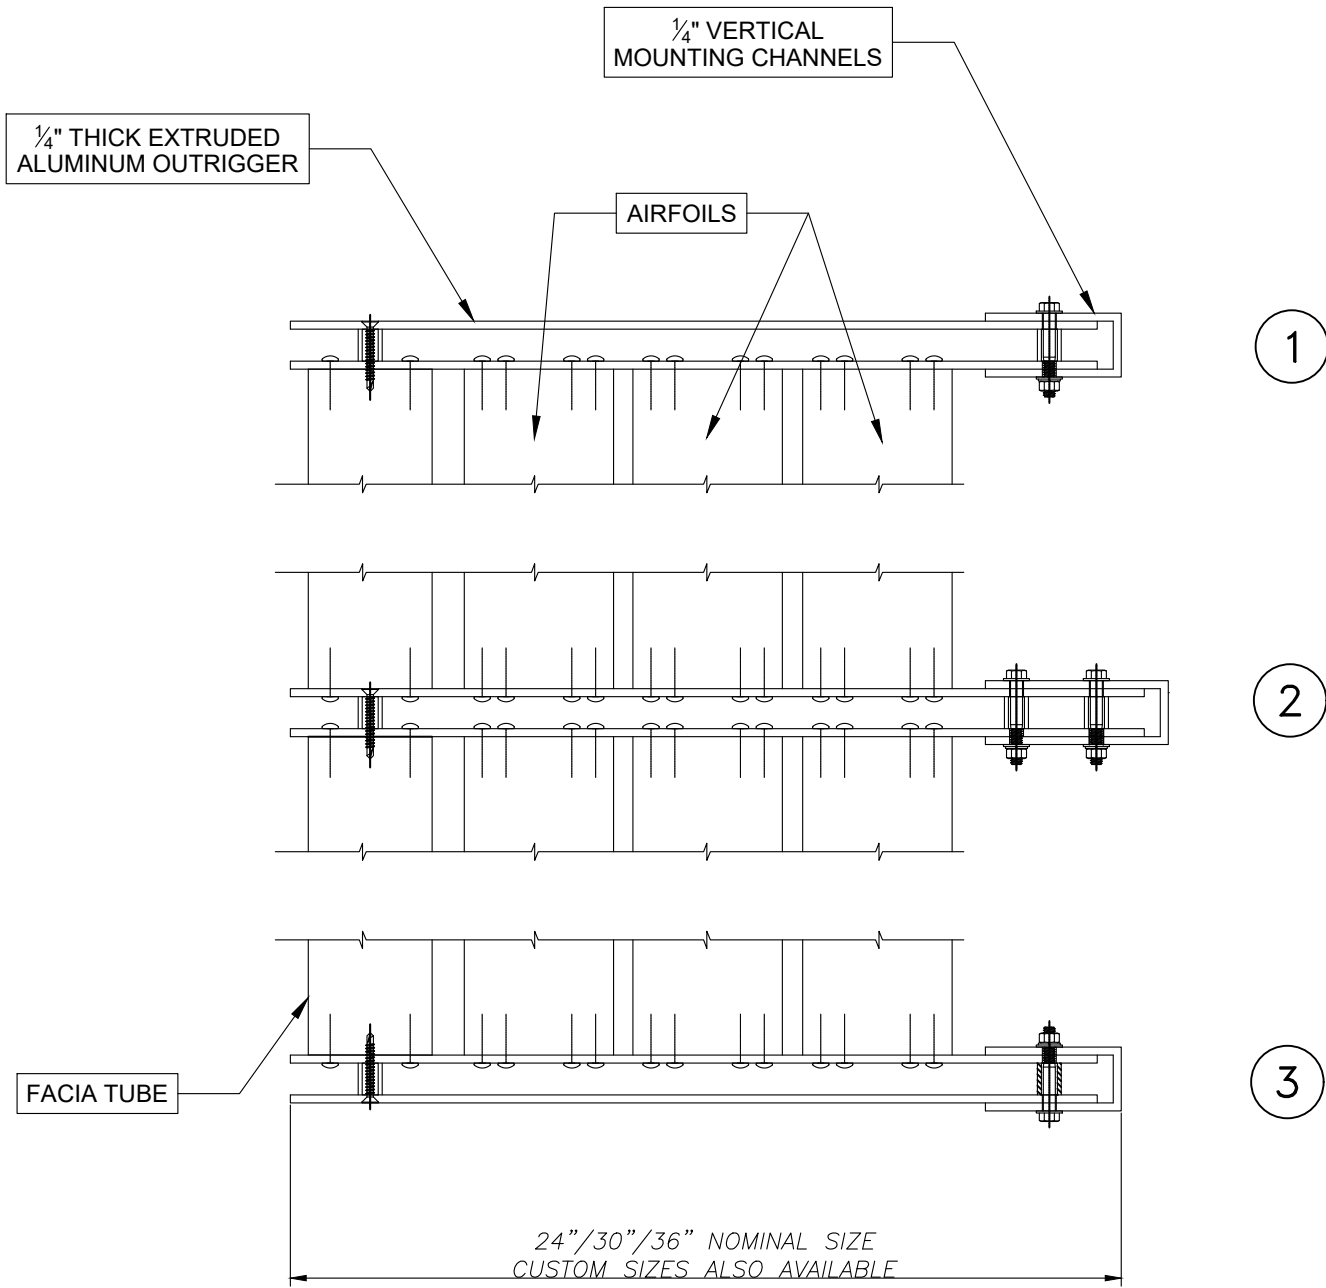 ¼" VERTICAL
MOUNTING CHANNELS
¼" THICK EXTRUDED
ALUMINUM OUTRIGGER
AIRFOILS
1
2
3
FACIA TUBE
24"/30"/36" NOMINAL SIZE
CUSTOM SIZES ALSO AVAILABLE